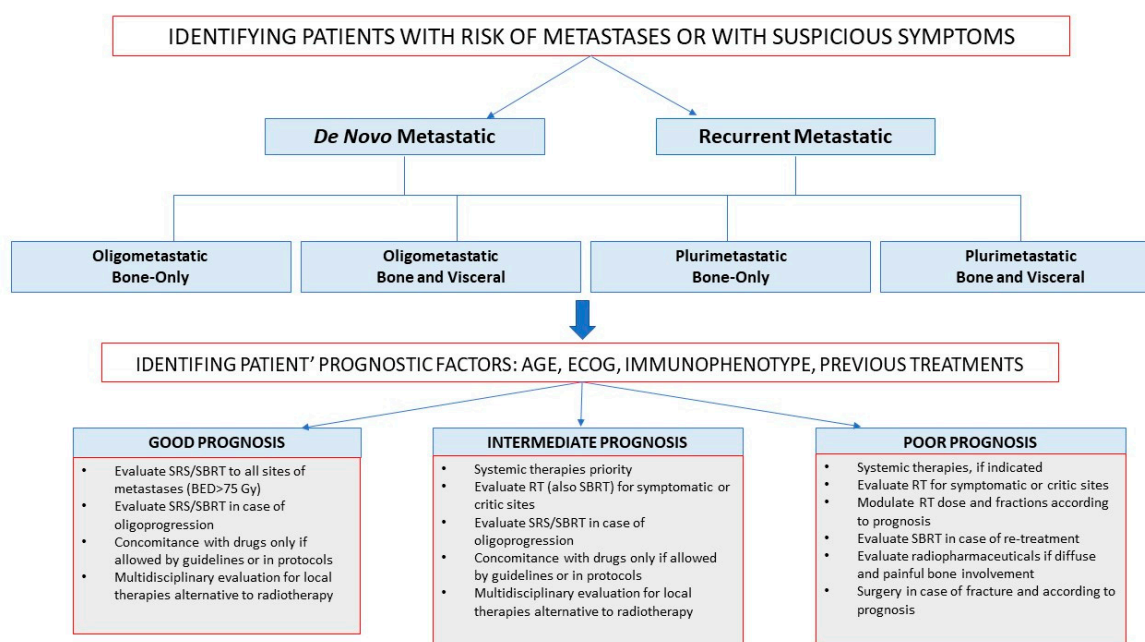 IDENTIFYING PATIENTS WITH RISK OF METASTASES OR WITH SUSPICIOUS SYMPTOMS
De Novo Metastatic
Recurrent Metastatic
Oligometastatic
Bone-Only
Oligometastatic
Bone and Visceral
Plurimetastatic
Bone-Only
Plurimetastatic
Bone and Visceral
IDENTIFING PATIENT' PROGNOSTIC FACTORS: AGE, ECOG, IMMUNOPHENOTYPE, PREVIOUS TREATMENTS
GOOD PROGNOSIS
• Evaluate SRS/SBRT to all sites of
metastases (BED>75 Gy)
• Evaluate SRS/SBRT in case of
oligoprogression
• Concomitance with drugs only if
allowed by guidelines or in protocols
• Multidisciplinary evaluation for local
therapies alternative to radiotherapy
INTERMEDIATE PROGNOSIS
• Systemic therapies priority
• Evaluate RT (also SBRT) for symptomatic or
critic sites
• Evaluate SRS/SBRT in case of
oligoprogression
• Concomitance with drugs only if allowed
by guidelines or in protocols
• Multidisciplinary evaluation for local
therapies alternative to radiotherapy
POOR PROGNOSIS
• Systemic therapies, if indicated
• Evaluate RT for symptomatic or critic sites
• Modulate RT dose and fractions according
to prognosis
• Evaluate SBRT in case of re-treatment
• Evaluate radiopharmaceuticals if diffuse
and painful bone involvement
• Surgery in case of fracture and according to
prognosis